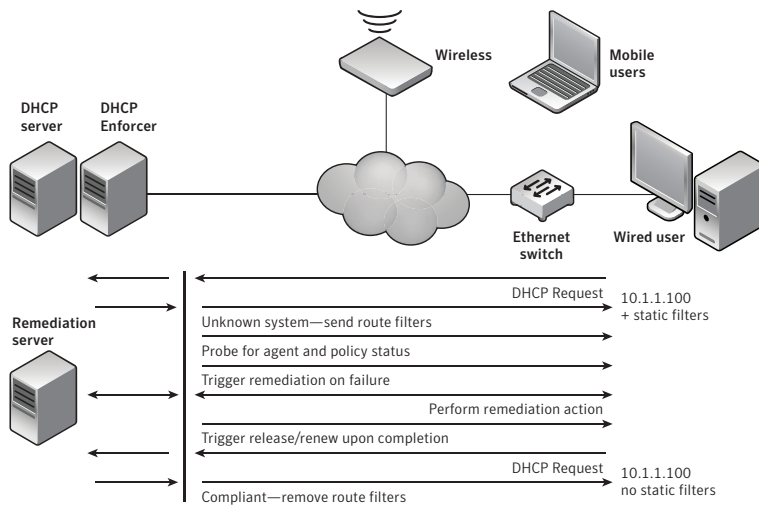 Wireless
Mobile
users
DHCP
server
DHCP
Enforcer
Ethernet
switch
Wired user
DHCP Request
10.1.1.100
+ static filters
Unknown system—send route filters
Remediation
server
Probe for agent and policy status
Trigger remediation on failure
Perform remediation action
Trigger release/renew upon completion
DHCP Request
10.1.1.100
no static filters
Compliant—remove route filters